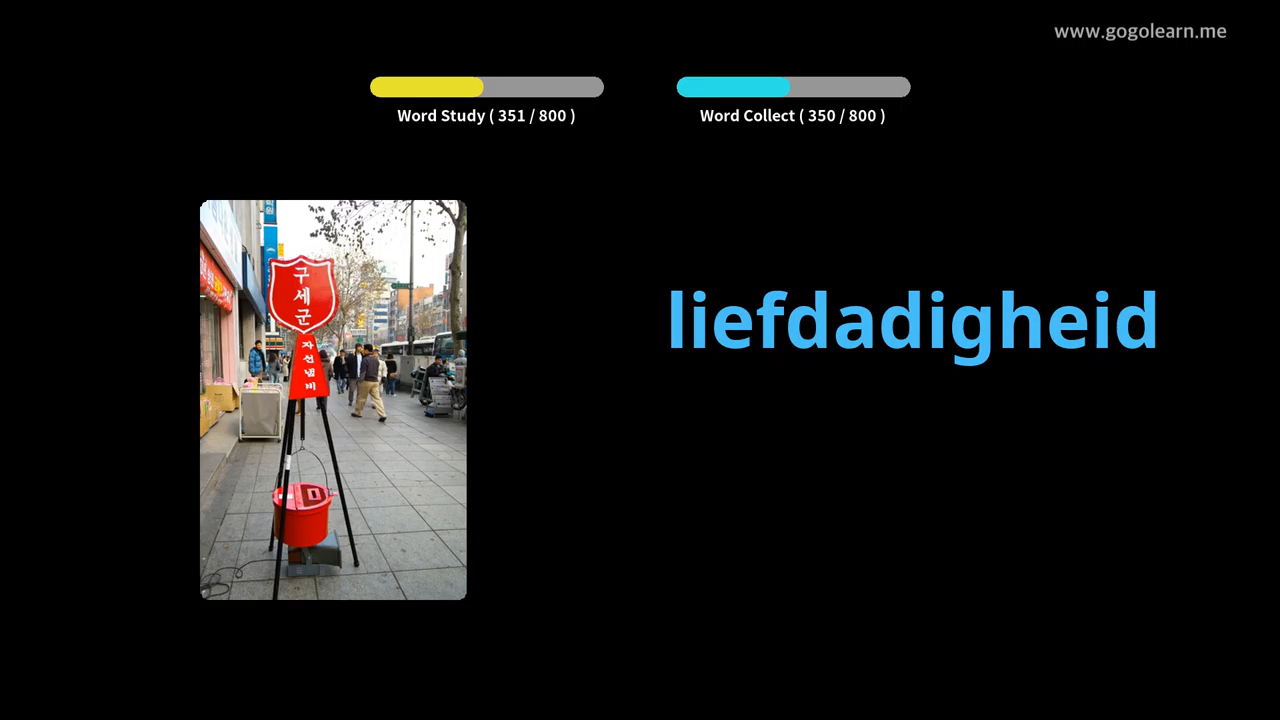 www.gogolearn.me
Word Study ( 351 / 800 )
Word Collect ( 350 / 800 )
liefdadigheid
구세군
자선냄비